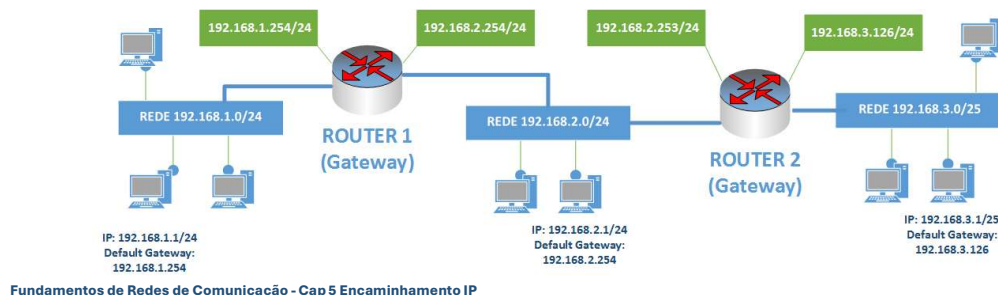 192.168.1.254/24
192.168.2.254/24
192.168.2.253/24
192.168.3.126/24
REDE 192.168.1.0/24
ROUTER 1
(Gateway)
REDE 192.168.2.0/24
ROUTER 2
(Gateway)
REDE 192.168.3.0/25
IP: 192.168.1.1/24
Default Gateway:
192.168.1.254
IP: 192.168.2.1/24
Default Gateway:
192.168.2.254
IP: 192.168.3.1/25
Default Gateway:
192.168.3.126
Fundamentos de Redes de Comunicação - Cap 5 Encaminhamento IP